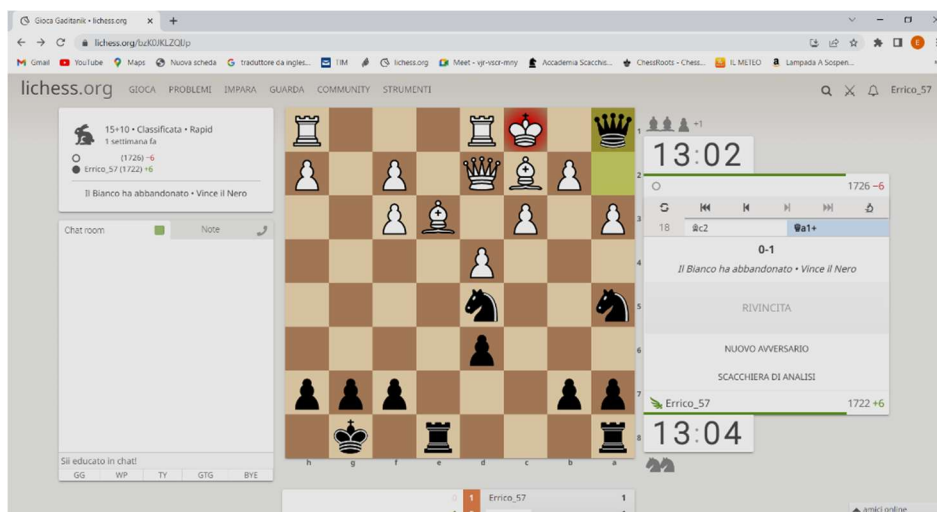 Gioca Gaditanik • lichess.org
lichess.org/bzK0JKLZQIJp
Gmail YouTube Maps Nuova scheda traduttore da ingles... TIM lichess.org Meet - vjr-vscr-mny Accademia Scacchis... ChessRoots - Chess... IL METEO Lampada A Sospen...
lichess.org GIOCA PROBLEMI IMPARA GUARDA COMMUNITY STRUMENTI Errico_57
15+10 • Classificata • Rapid
1 settimana fa
(1726) −6
Errico_57 (1722) +6
Il Bianco ha abbandonato • Vince il Nero
Chat room Note
Sii educato in chat!
GG WP TY GTG BYE
1
2
3
4
5
6
7
8
h g f e d c b a
+1
13:02
1726 −6
18 ♗c2 ♛a1+
0-1
Il Bianco ha abbandonato • Vince il Nero
RIVINCITA
NUOVO AVVERSARIO
SCACCHIERA DI ANALISI
Errico_57 1722 +6
13:04
0 1 Errico_57 1
amici online